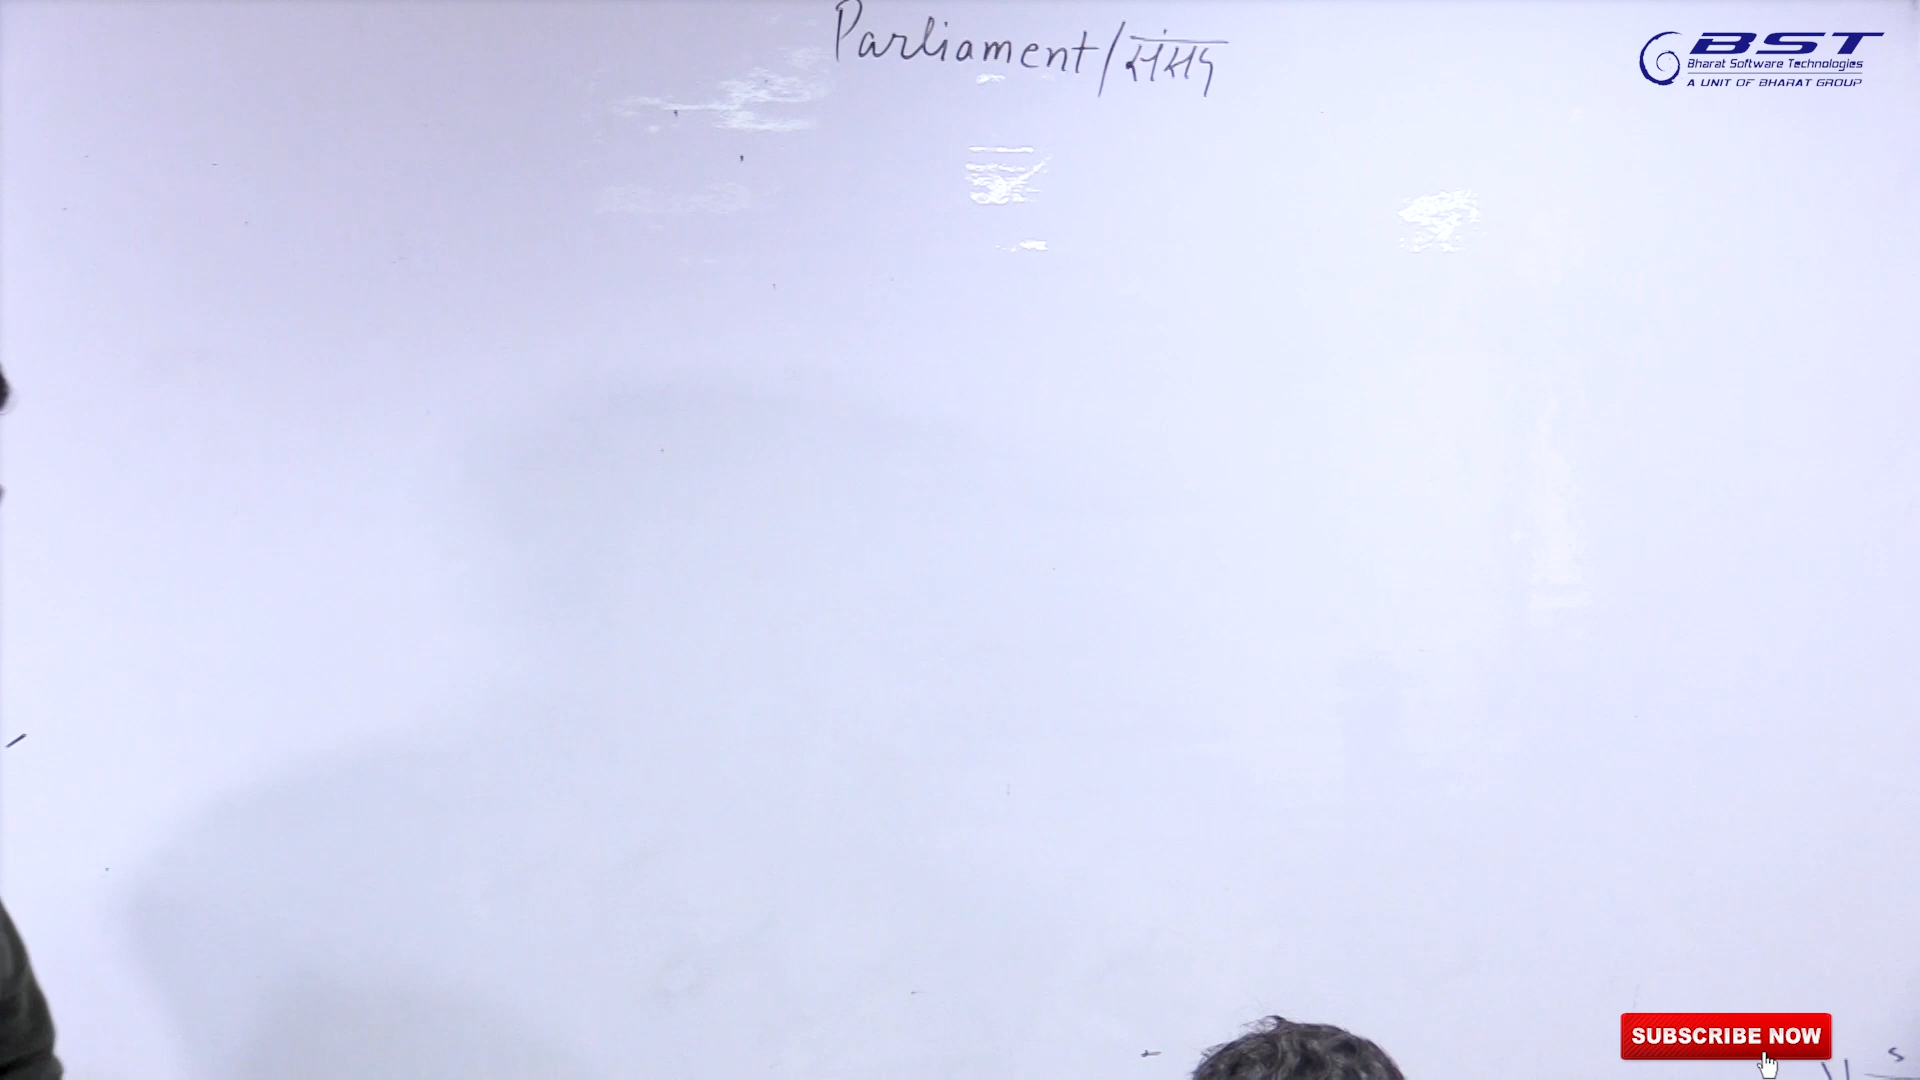 Parliament/संसद
BST
Bharat Software Technologies
A UNIT OF BHARAT GROUP
SUBSCRIBE NOW